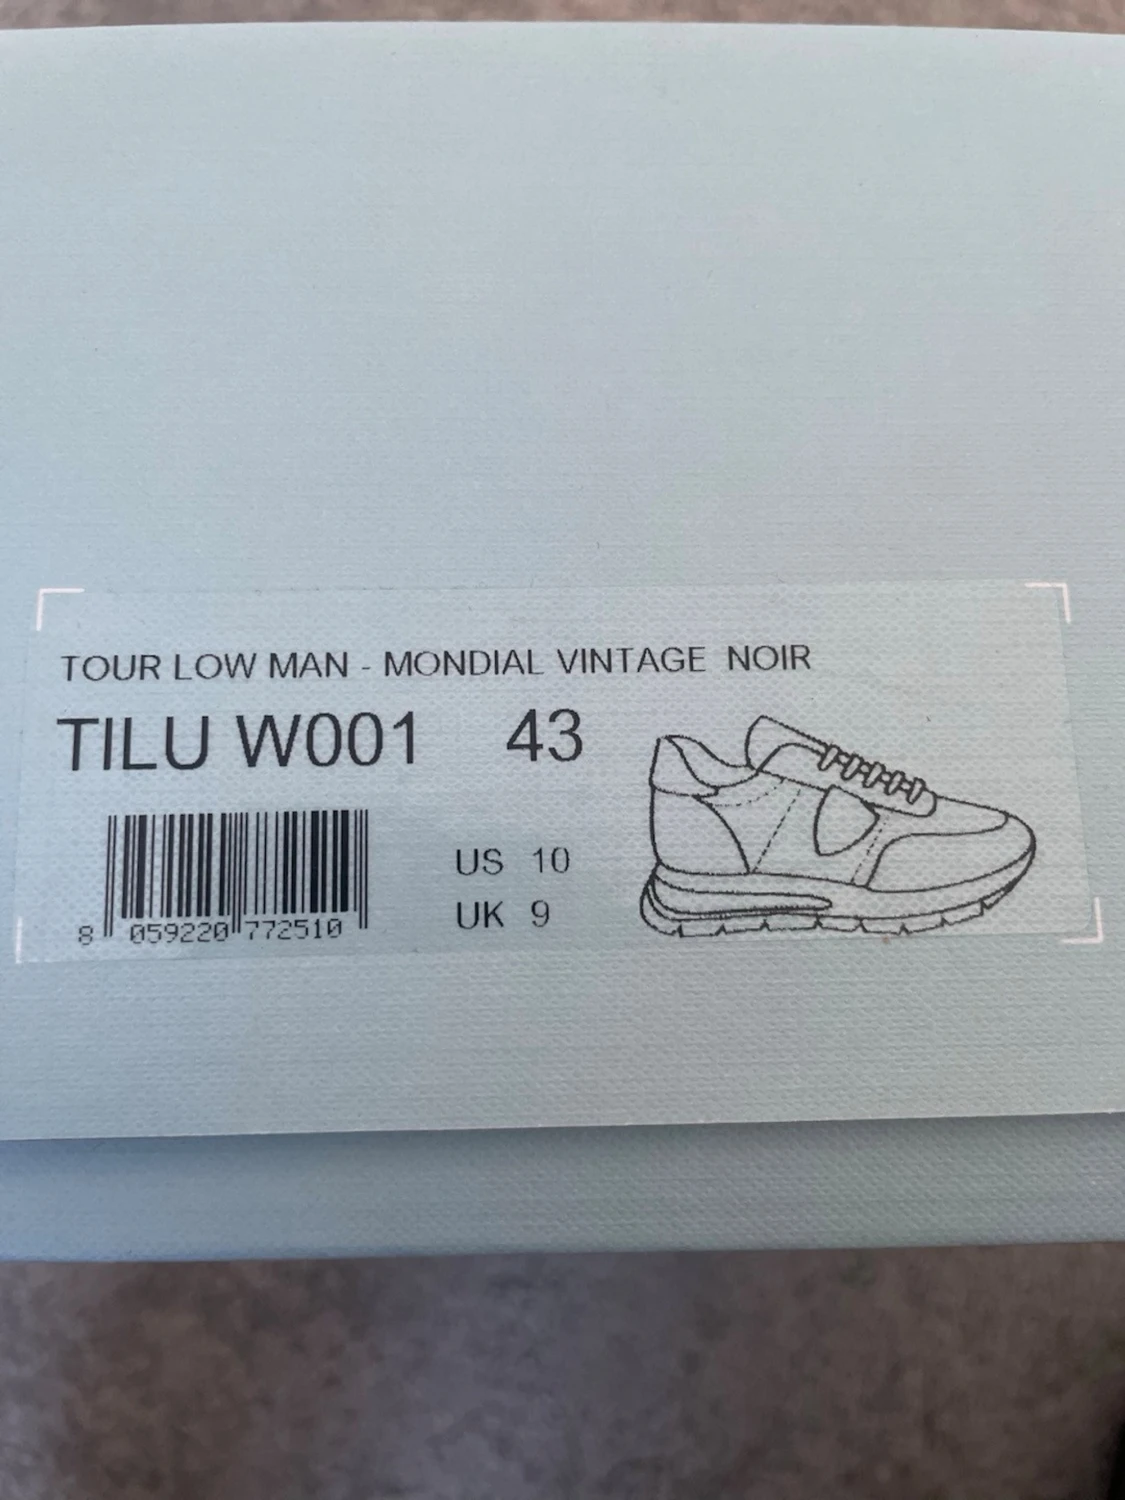 TOUR LOW MAN - MONDIAL VINTAGE NOIR
TILU W001 43
US 10
UK 9
8 059220 772510